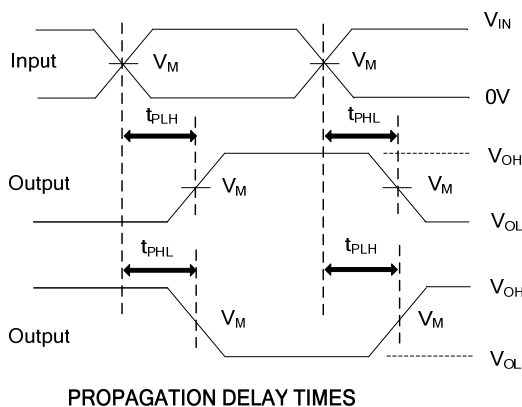 V_IN
Input V_M V_M
0V
t_PLH t_PHL
V_OH
Output V_M V_M
V_OL
t_PHL t_PLH
V_OH
V_M V_M
Output
V_OL
PROPAGATION DELAY TIMES